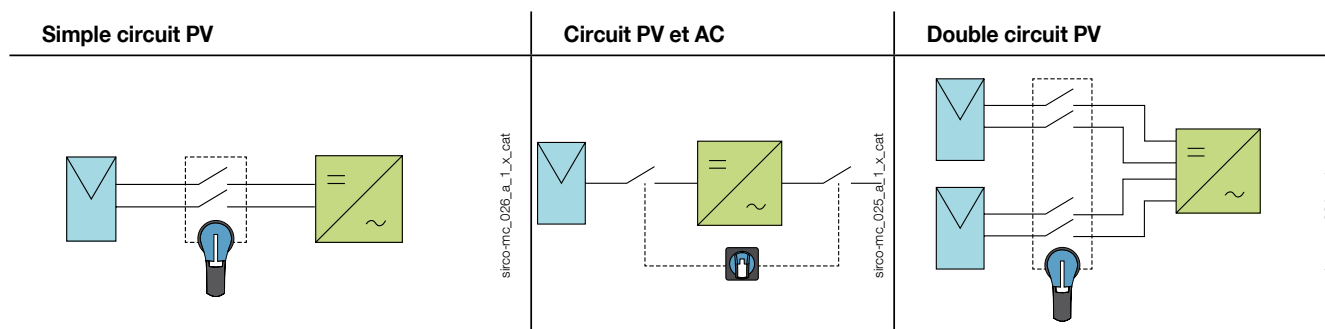 Simple circuit PV
Circuit PV et AC
Double circuit PV
sirco-mc_026_a_1_x_cat
sirco-mc_025_a_1_x_cat